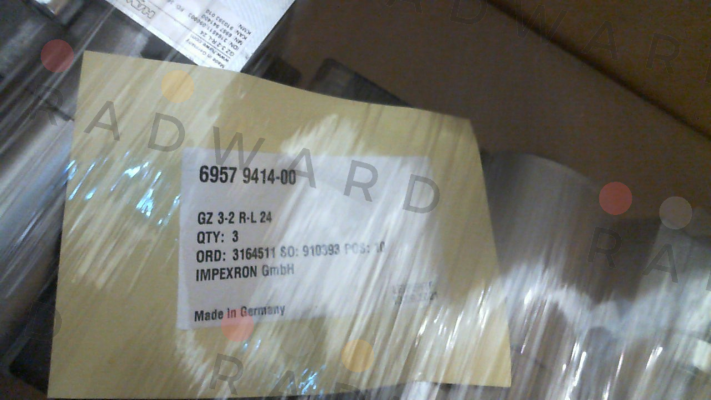 6957 9414-00
GZ 3-2 R-L 24
QTY: 3
ORD: 3164511 SO: 910393 POS: 10
IMPEXRON GmbH
Made in Germany
RADWARD